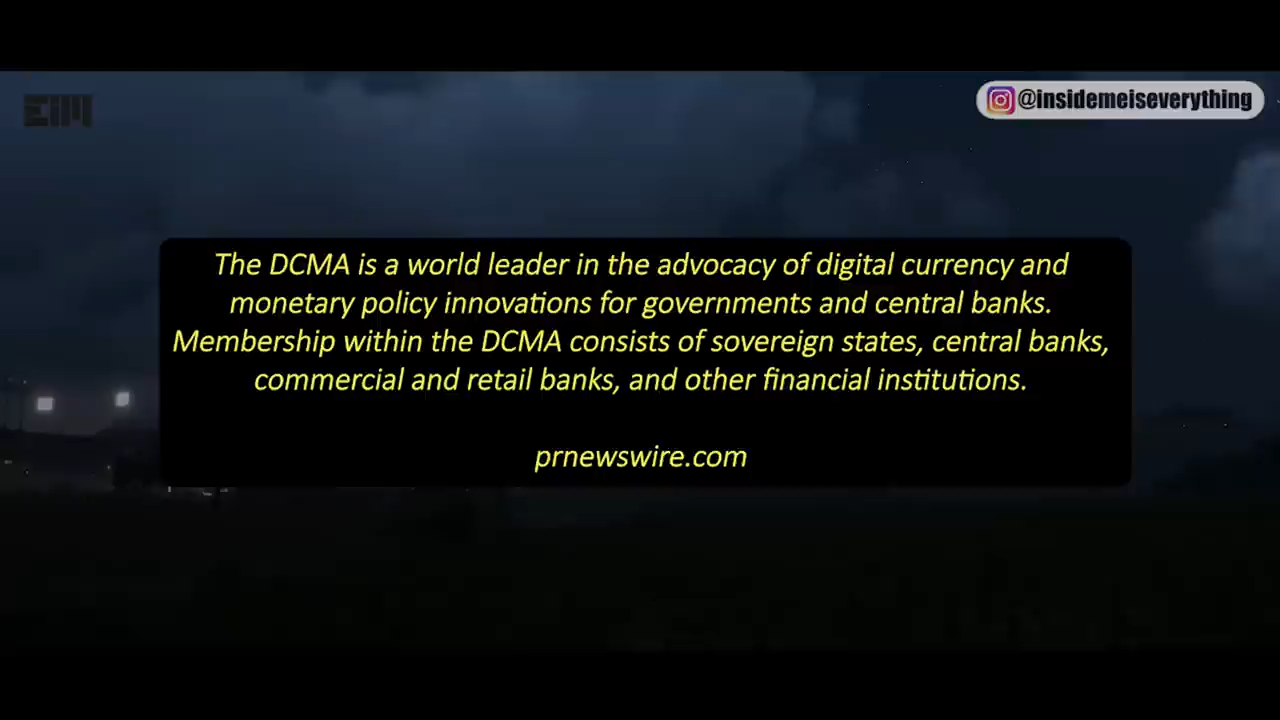 EIM
@insidemeiseverything
The DCMA is a world leader in the advocacy of digital currency and
monetary policy innovations for governments and central banks.
Membership within the DCMA consists of sovereign states, central banks,
commercial and retail banks, and other financial institutions.
prnewswire.com